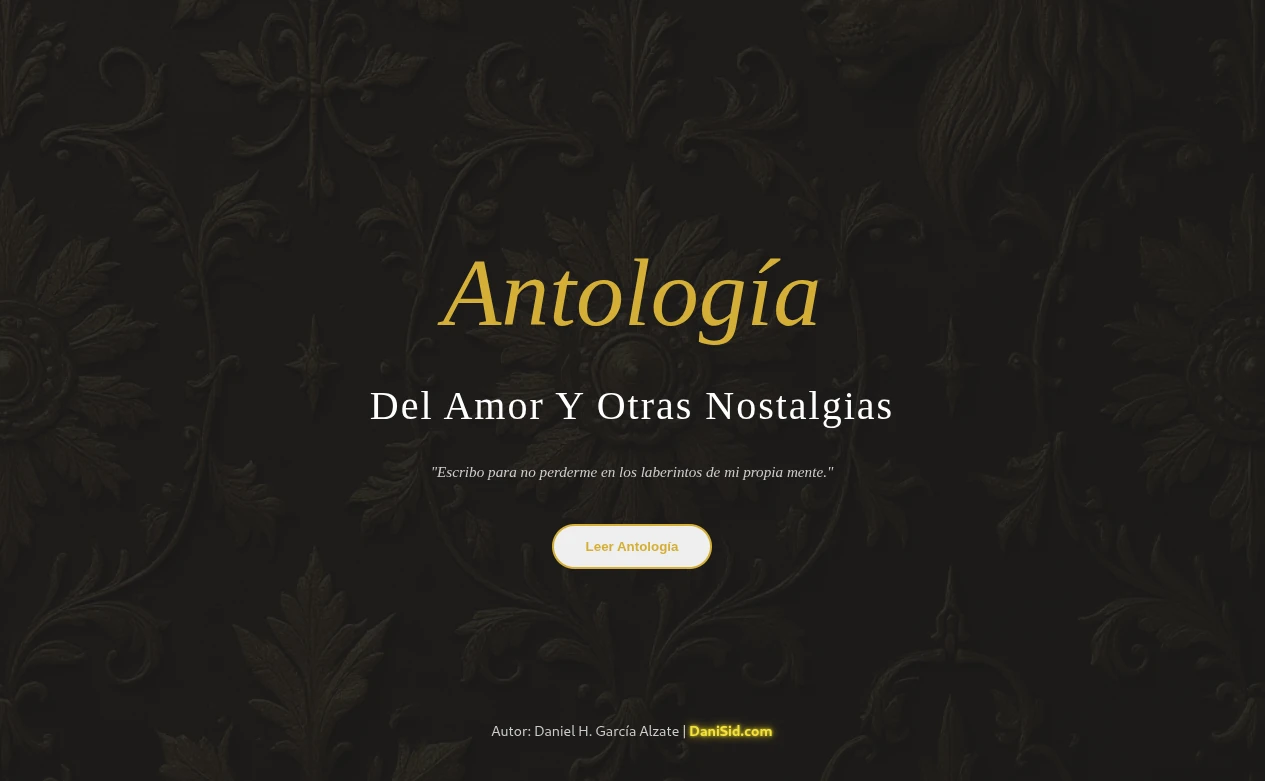 Antología
Del Amor Y Otras Nostalgias
"Escribo para no perderme en los laberintos de mi propia mente."
Leer Antología
Autor: Daniel H. García Alzate | DaniSid.com